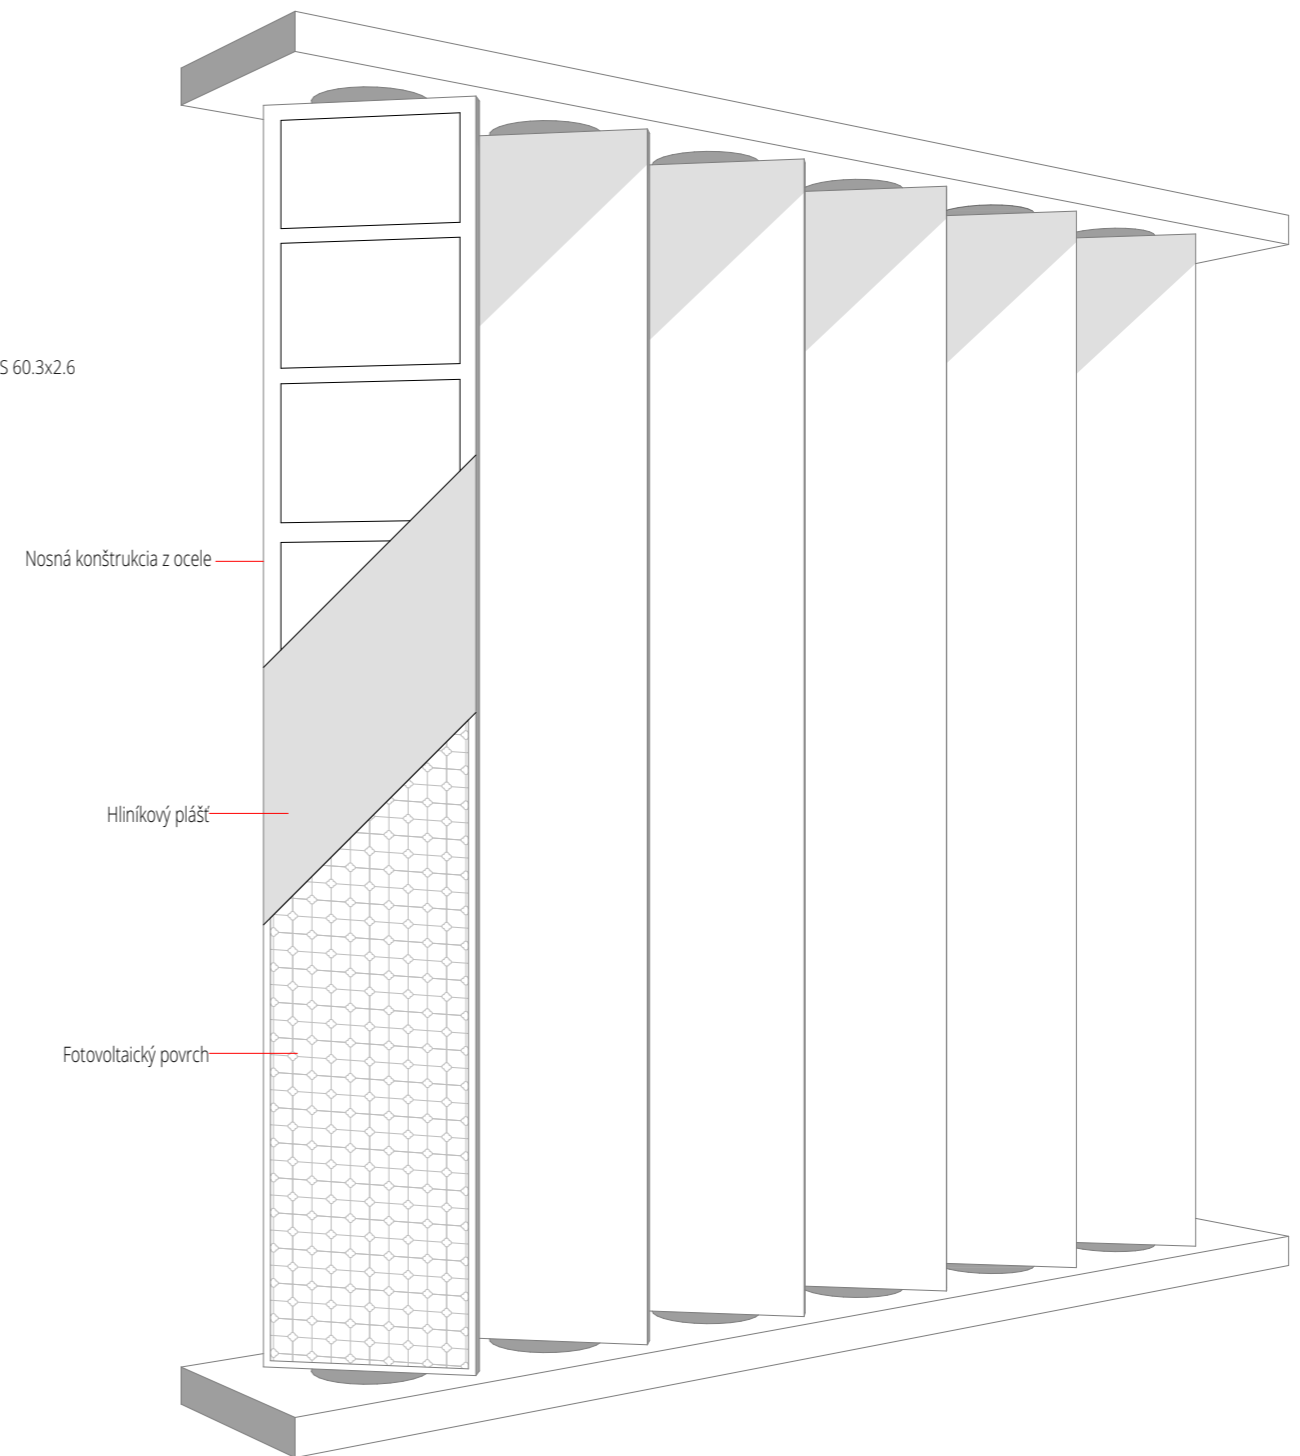 S 60.3x2.6
Nosná konštrukcia z ocele
Hliníkový plášť
Fotovoltaický povrch